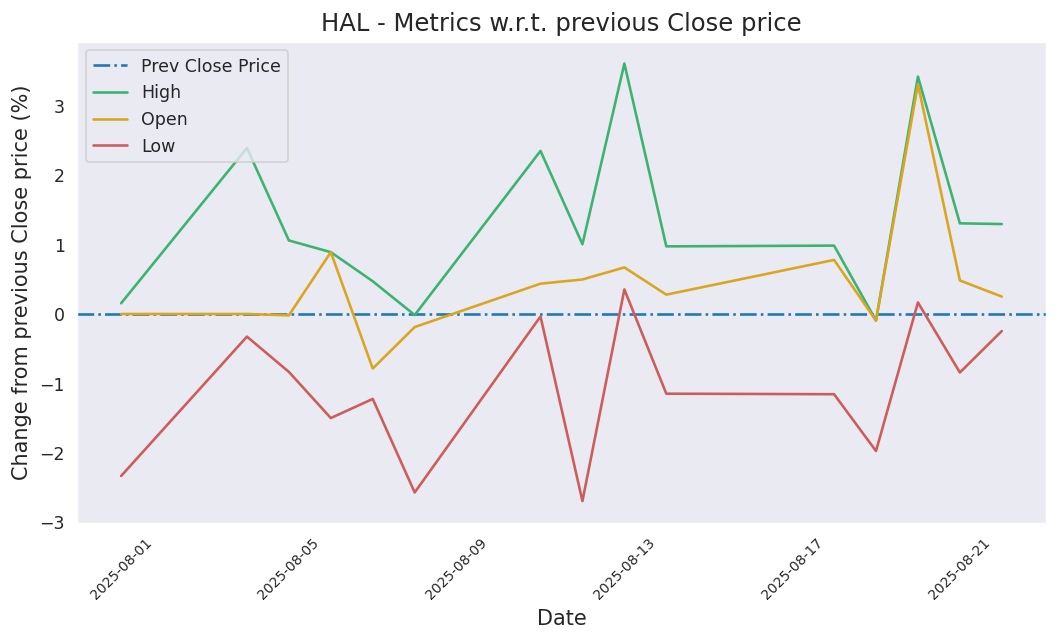 HAL - Metrics w.r.t. previous Close price
Prev Close Price
High
Open
Low
Change from previous Close price (%)
3
2
1
0
−1
−2
−3
2025-08-01
2025-08-05
2025-08-09
2025-08-13
2025-08-17
2025-08-21
Date